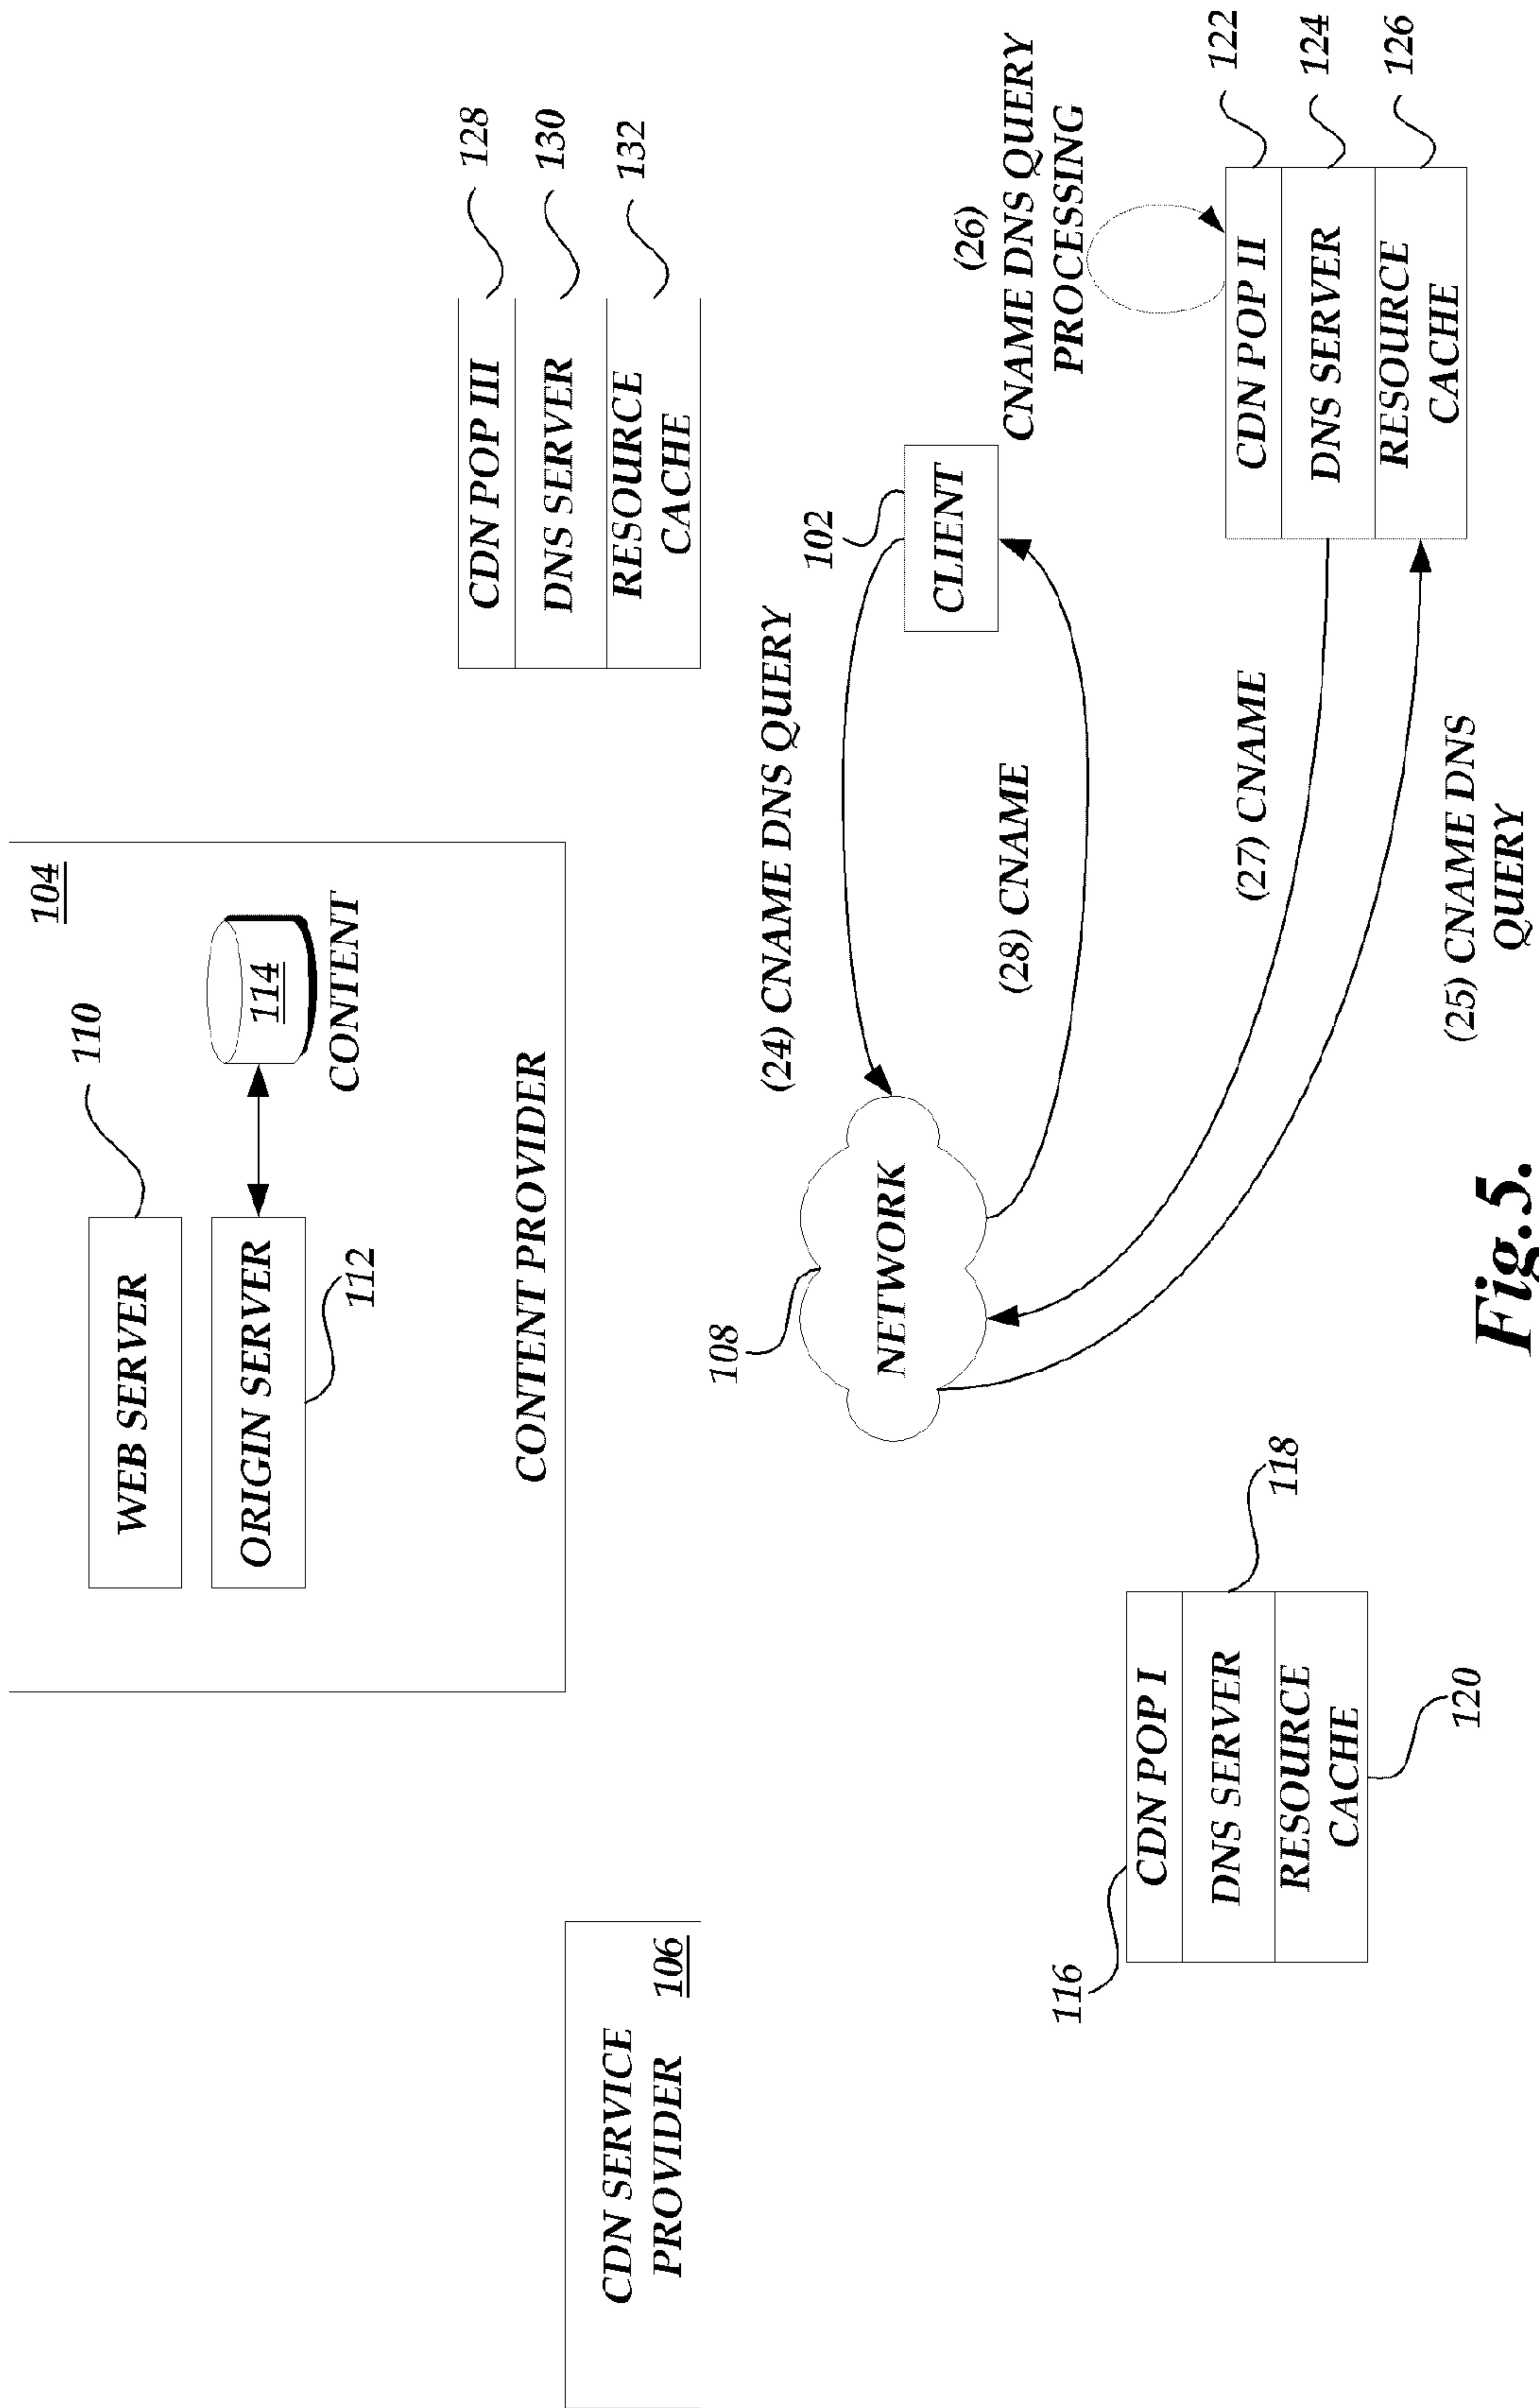 104
110
WEB SERVER
ORIGIN SERVER
114
CONTENT
112
CONTENT PROVIDER
CDN SERVICE
PROVIDER
106
CDN POP III
DNS SERVER
RESOURCE
CACHE
128
130
132
(24) CNAME DNS QUERY
102
CLIENT
108
NETWORK
(28) CNAME
(26)
CNAME DNS QUERY
PROCESSING
116
CDN POP I
DNS SERVER
RESOURCE
CACHE
118
120
(27) CNAME
CDN POP II
DNS SERVER
RESOURCE
CACHE
122
124
126
(25) CNAME DNS
QUERY
Fig.5.